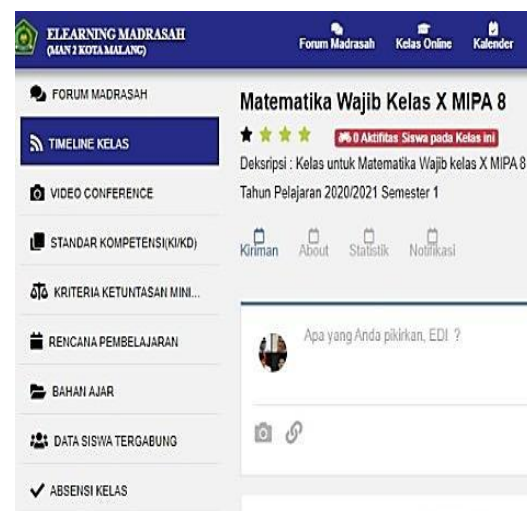 ELEARNING MADRASAH
(MAN 2 KOTA MALANG)
Forum Madrasah
Kelas Online
Kalender
FORUM MADRASAH
TIMELINE KELAS
VIDEO CONFERENCE
STANDAR KOMPETENSI(KI/KD)
KRITERIA KETUNTASAN MINI...
RENCANA PEMBELAJARAN
BAHAN AJAR
DATA SISWA TERGABUNG
ABSENSI KELAS
Matematika Wajib Kelas X MIPA 8
0 Aktifitas Siswa pada Kelas ini
Deksripsi : Kelas untuk Matematika Wajib kelas X MIPA 8
Tahun Pelajaran 2020/2021 Semester 1
Kiriman
About
Statistik
Notifikasi
Apa yang Anda pikirkan, EDI ?